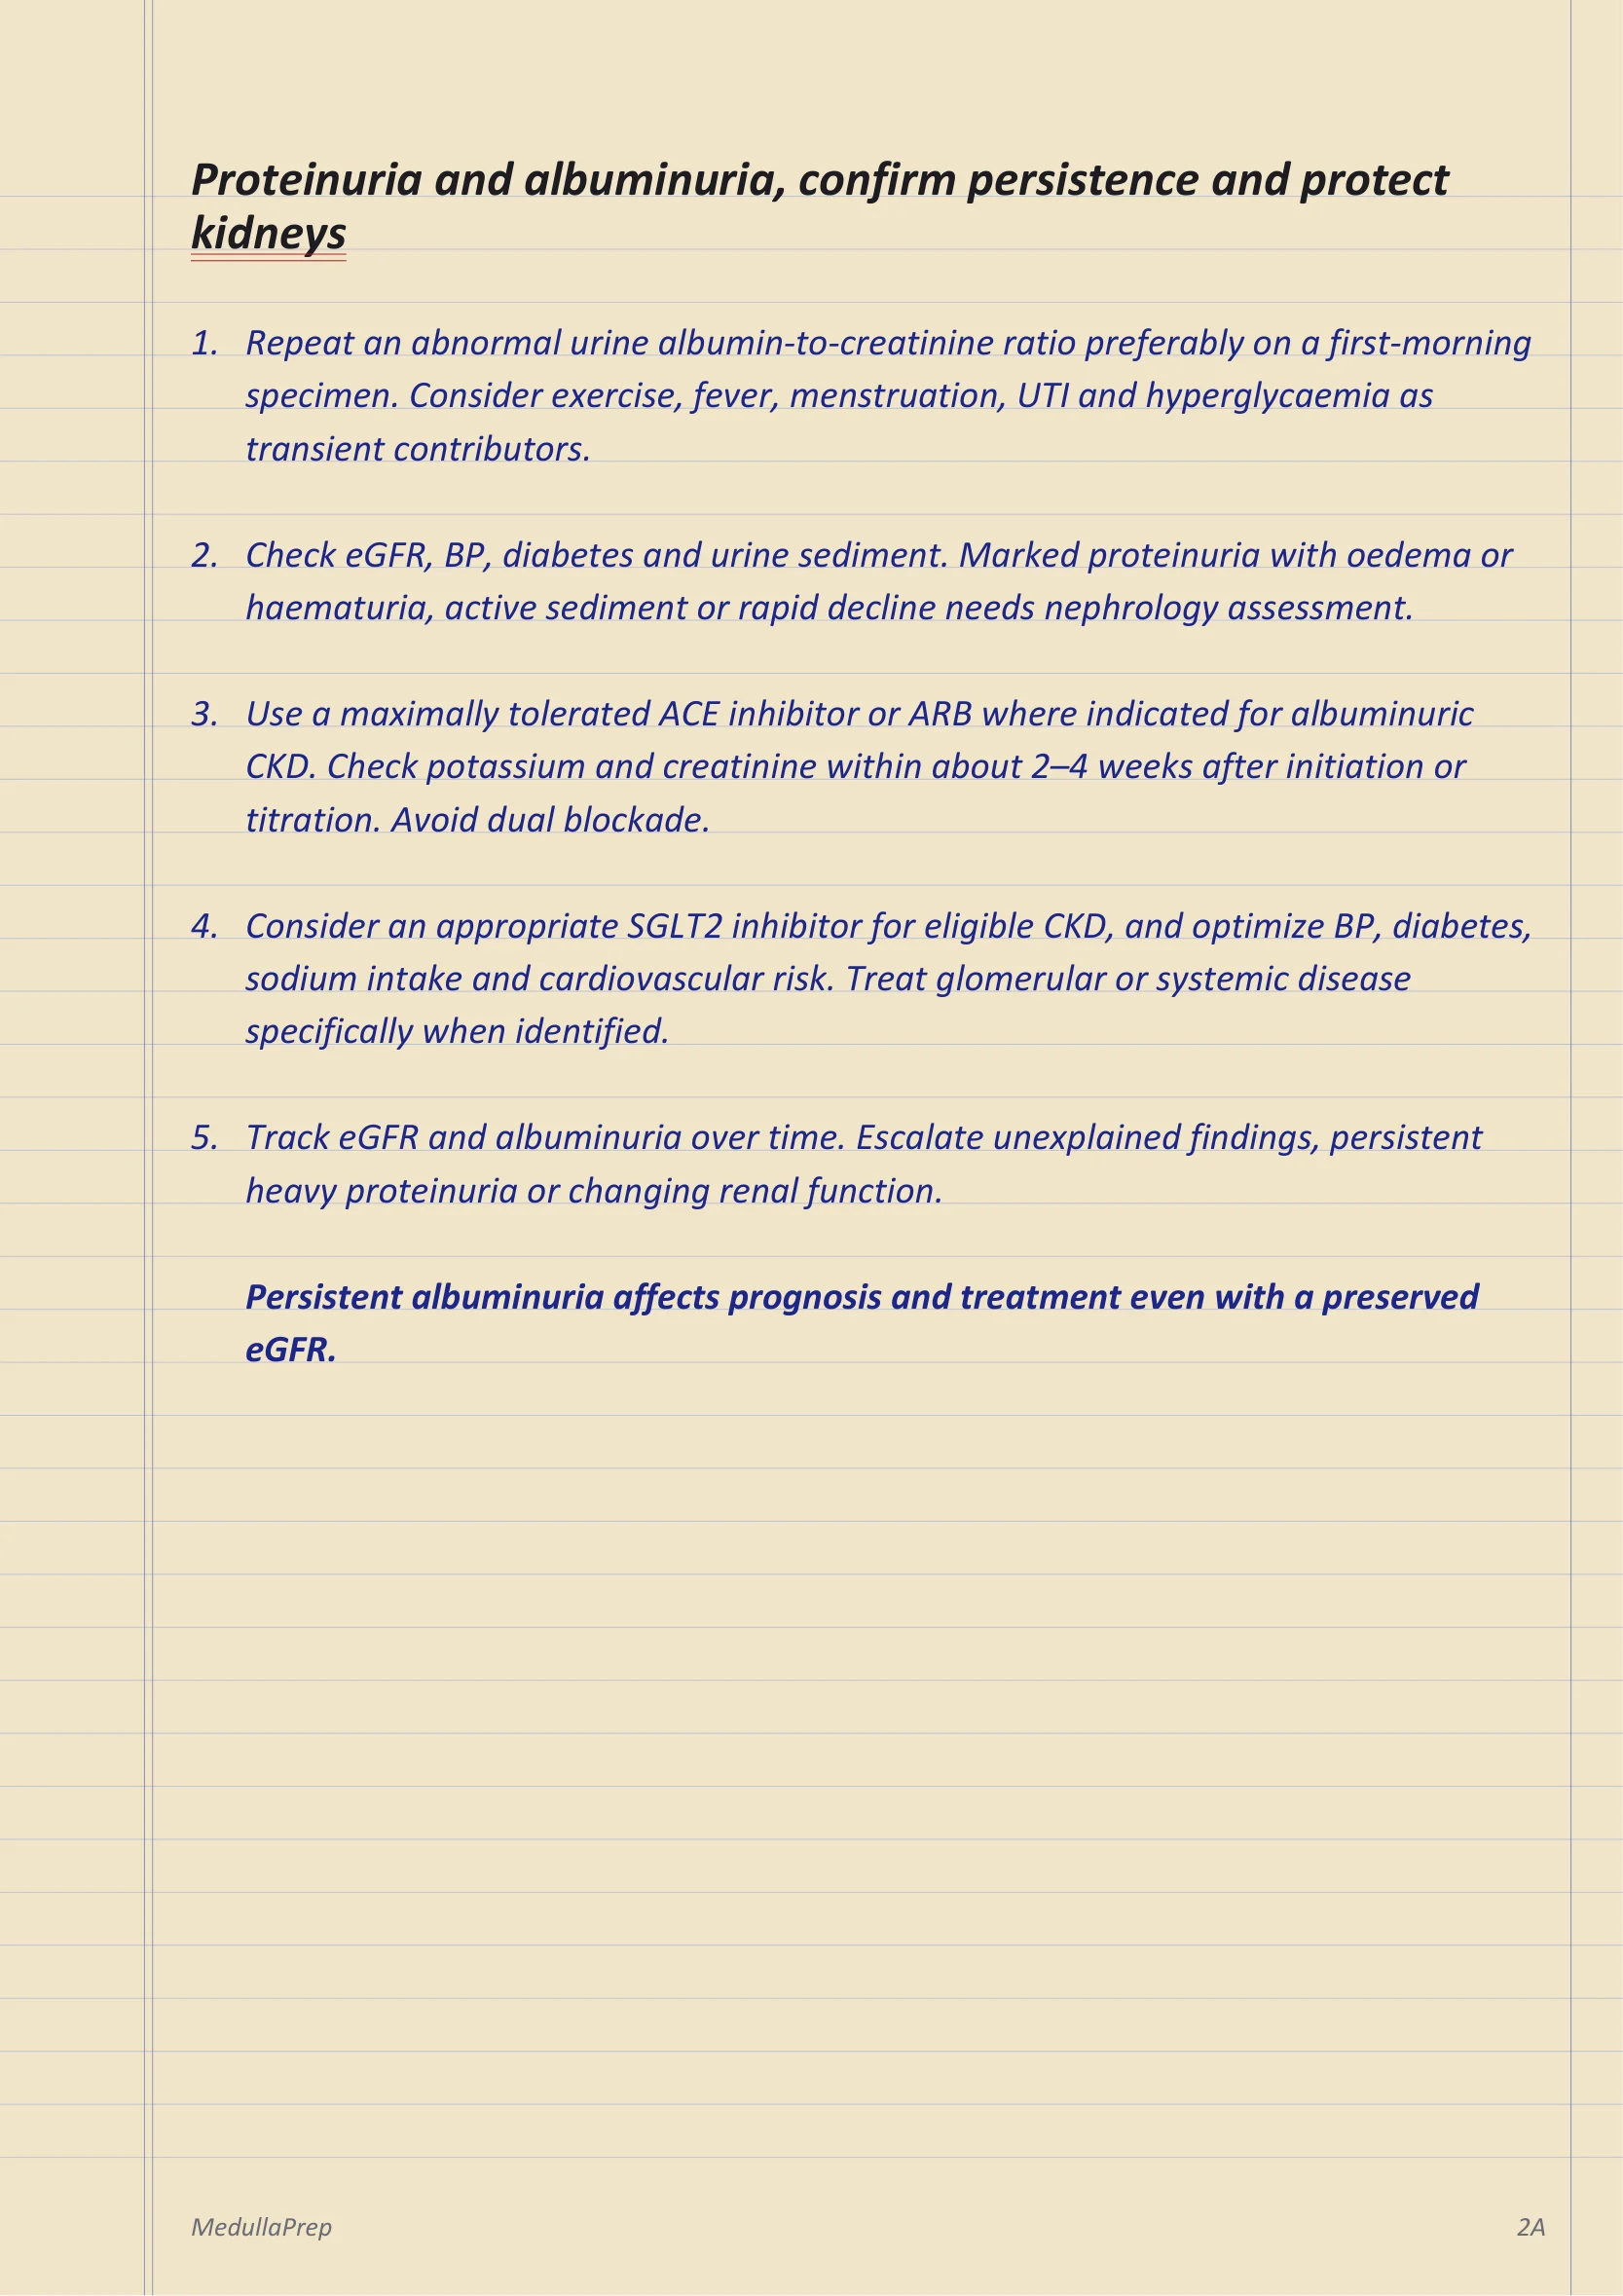 Proteinuria and albuminuria, confirm persistence and protect
kidneys
1. Repeat an abnormal urine albumin-to-creatinine ratio preferably on a first-morning
specimen. Consider exercise, fever, menstruation, UTI and hyperglycaemia as
transient contributors.
2. Check eGFR, BP, diabetes and urine sediment. Marked proteinuria with oedema or
haematuria, active sediment or rapid decline needs nephrology assessment.
3. Use a maximally tolerated ACE inhibitor or ARB where indicated for albuminuric
CKD. Check potassium and creatinine within about 2–4 weeks after initiation or
titration. Avoid dual blockade.
4. Consider an appropriate SGLT2 inhibitor for eligible CKD, and optimize BP, diabetes,
sodium intake and cardiovascular risk. Treat glomerular or systemic disease
specifically when identified.
5. Track eGFR and albuminuria over time. Escalate unexplained findings, persistent
heavy proteinuria or changing renal function.
Persistent albuminuria affects prognosis and treatment even with a preserved
eGFR.
MedullaPrep
2A